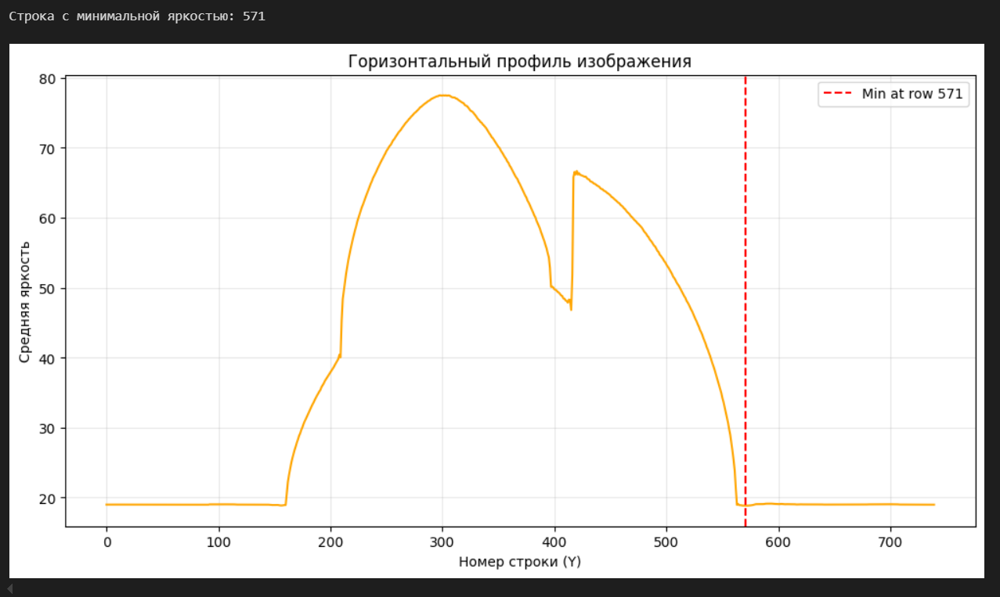 Строка с минимальной яркостью: 571
Горизонтальный профиль изображения
Min at row 571
Средняя яркость
80
70
60
50
40
30
20
0 100 200 300 400 500 600 700
Номер строки (Y)